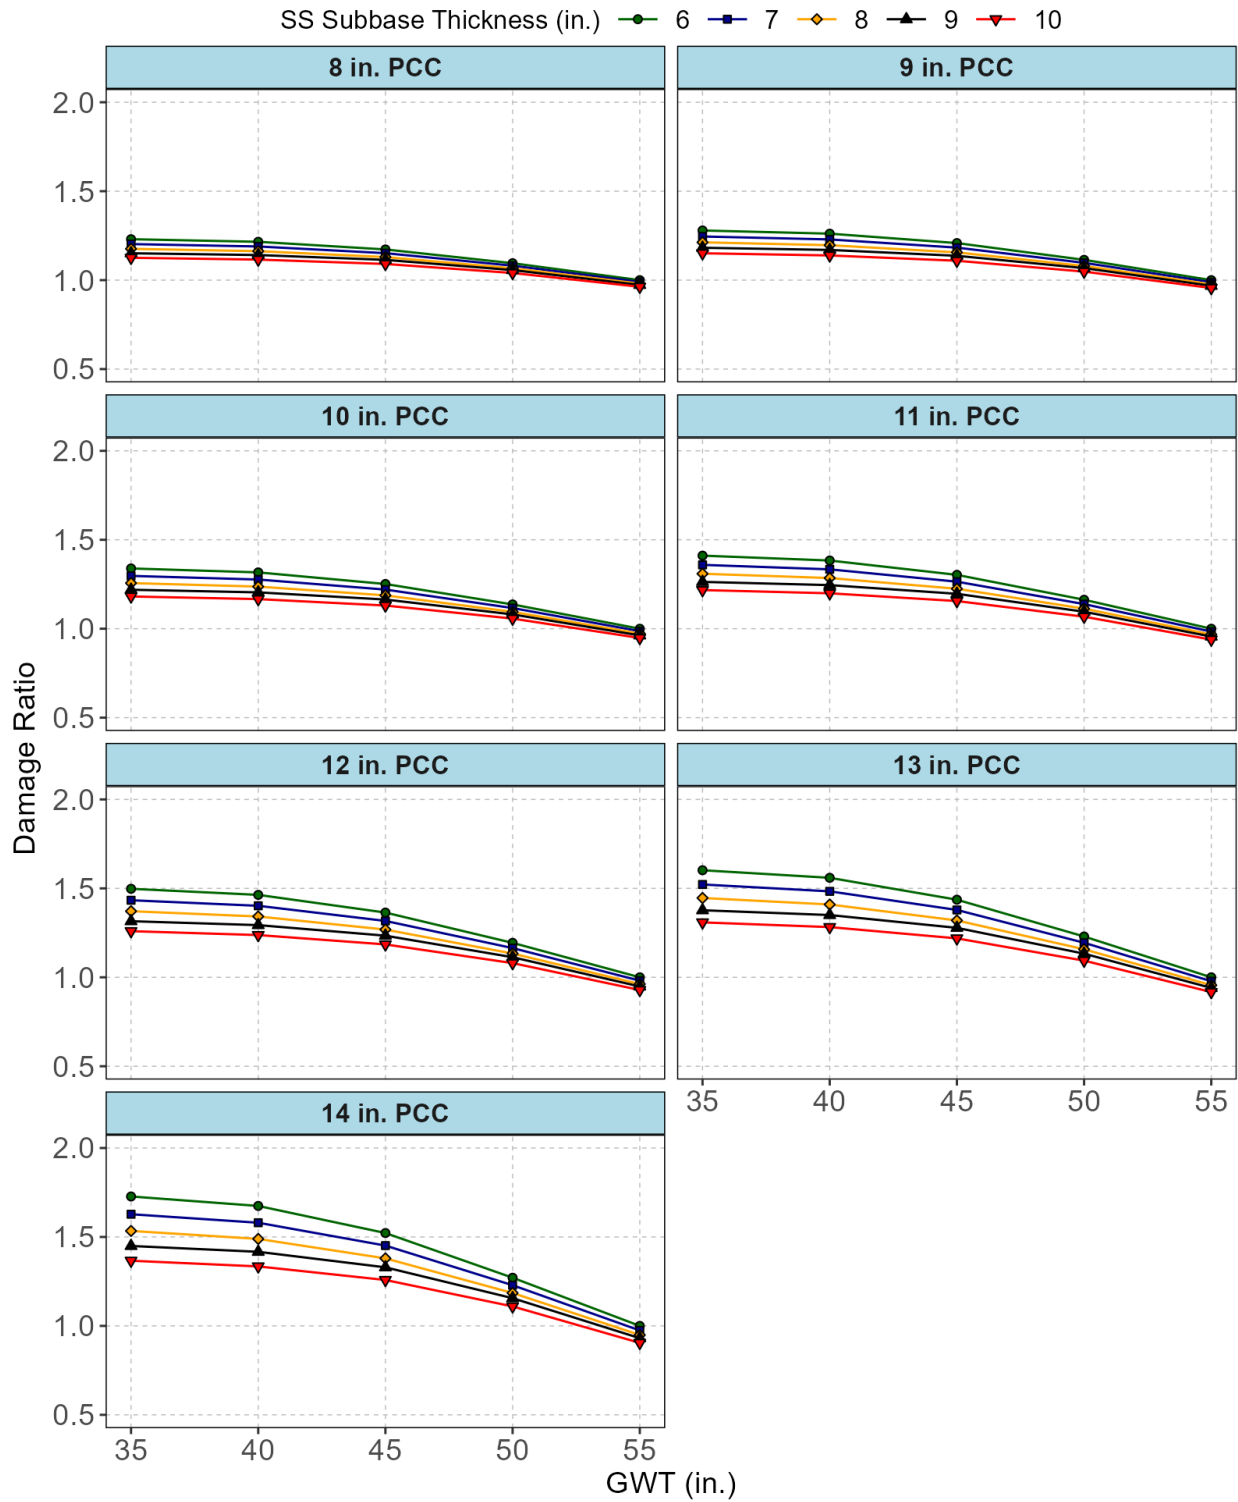 SS Subbase Thickness (in.) 6 7 8 9 10
8 in. PCC 9 in. PCC
2.0
1.5
1.0
0.5
10 in. PCC 11 in. PCC
2.0
1.5
1.0
0.5
12 in. PCC 13 in. PCC
2.0
1.5
1.0
0.5
35 40 45 50 55
14 in. PCC
2.0
1.5
1.0
0.5
35 40 45 50 55
GWT (in.)
Damage Ratio